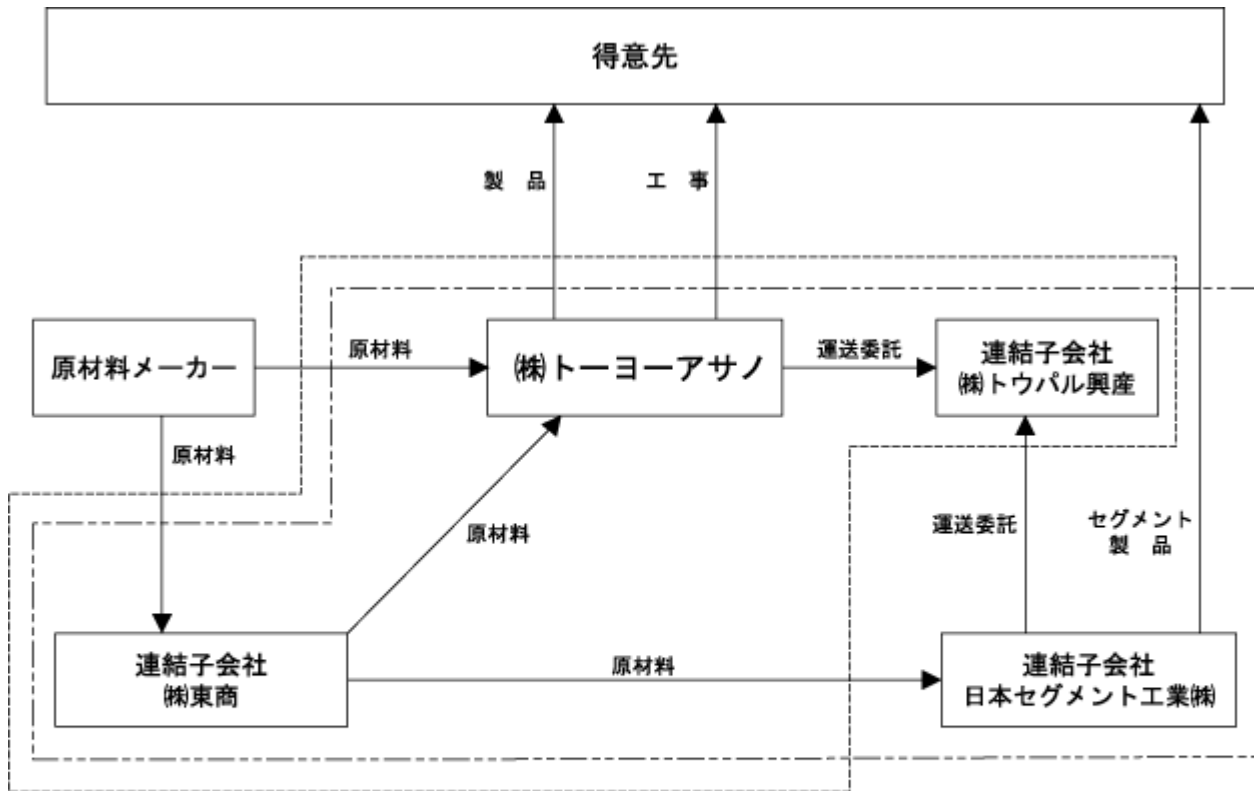 得意先
製　品
工　事
原材料メーカー
原材料
㈱トーヨーアサノ
運送委託
連結子会社
㈱トウパル興産
原材料
原材料
運送委託
セグメント
製　品
連結子会社
㈱東商
原材料
連結子会社
日本セグメント工業㈱